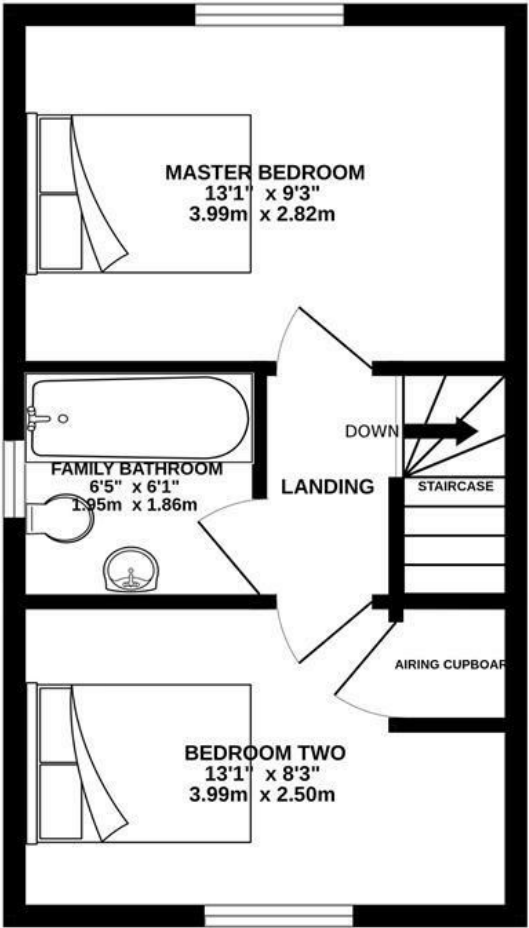 MASTER BEDROOM
13'1" x 9'3"
3.99m x 2.82m
DOWN
FAMILY BATHROOM
6'5" x 6'1"
1.95m x 1.86m
LANDING
STAIRCASE
AIRING CUPBOAR
BEDROOM TWO
13'1" x 8'3"
3.99m x 2.50m